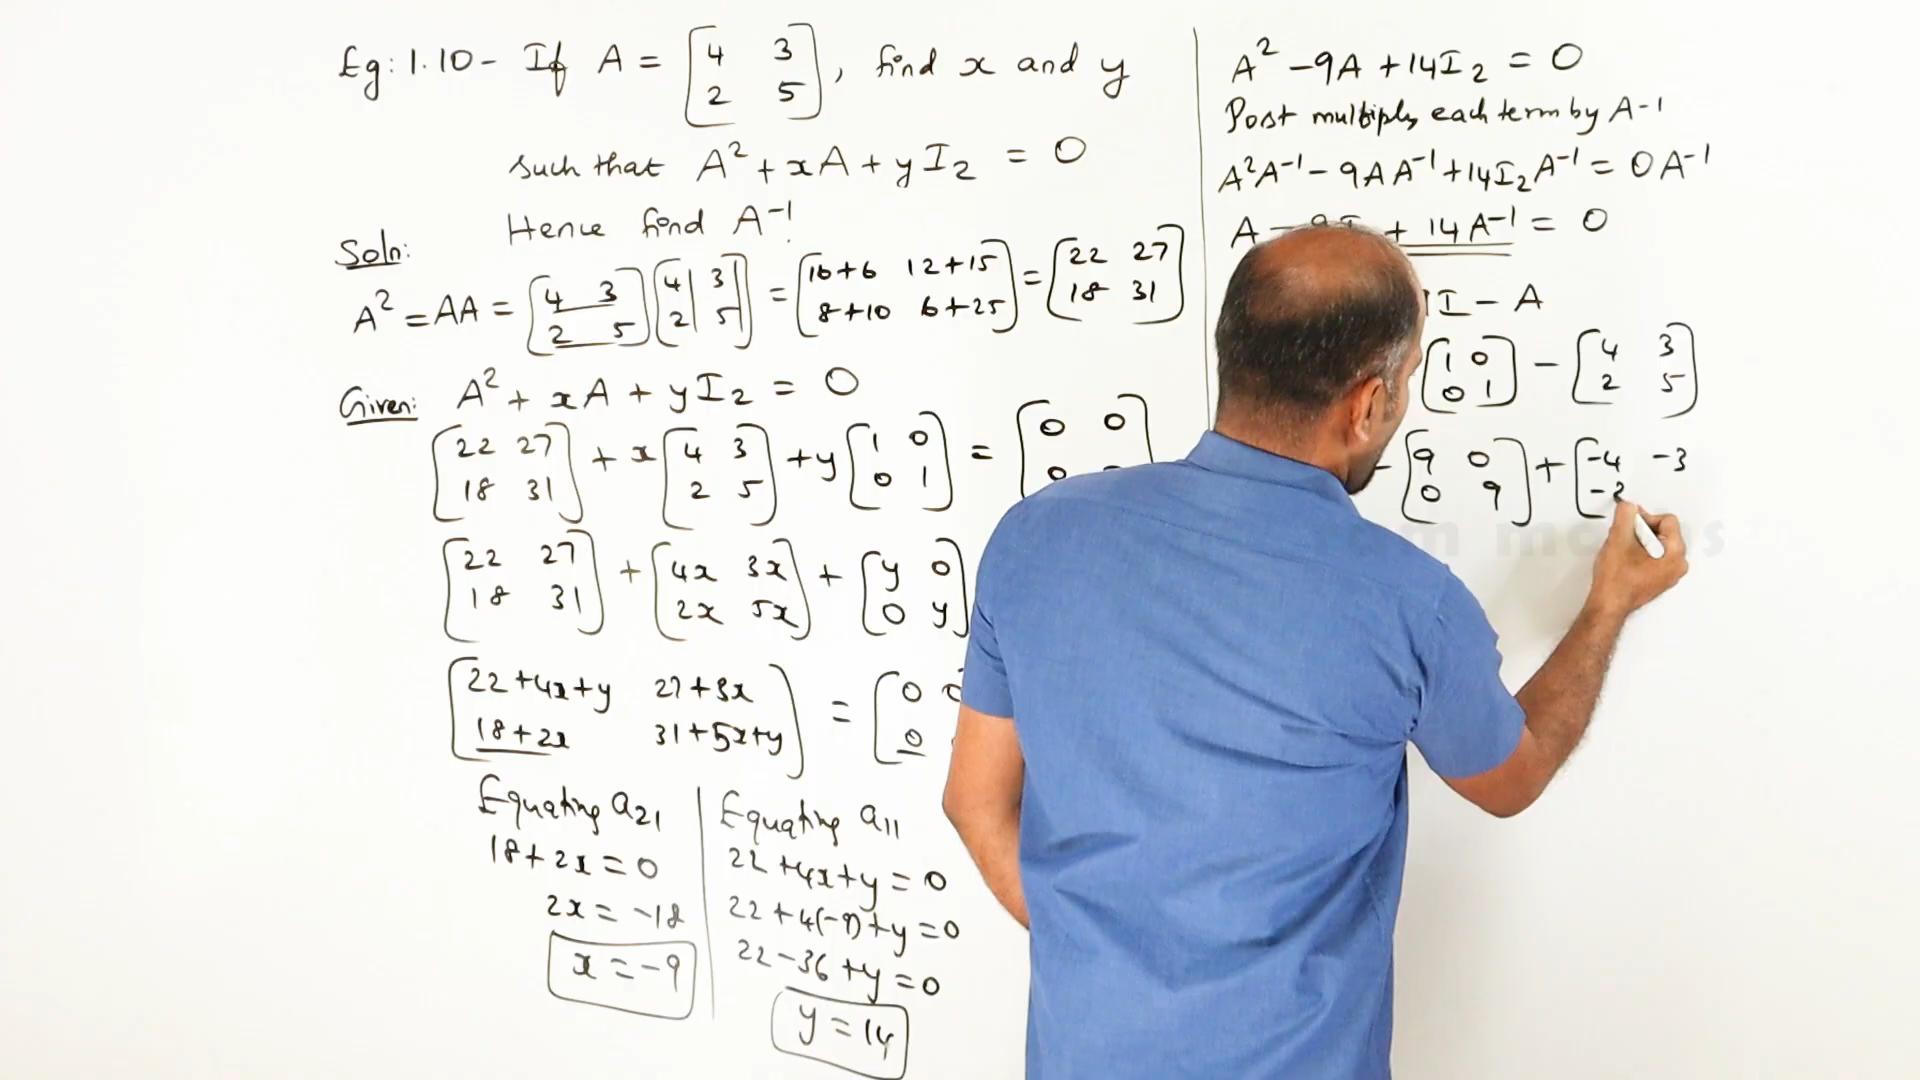 Eg: 1.10 - If A = [4 3], find x and y
[2 5]
such that A² + xA + yI₂ = 0
Hence find A⁻¹.
Soln:
A² = AA = [4 3] [4 3] = [16+6 12+15] = [22 27]
[2 5] [2 5] [8+10 6+25] [18 31]
Given: A² + xA + yI₂ = 0
[22 27] + x [4 3] + y [1 0] = [0 0]
[18 31] [2 5] [0 1]
[22 27] + [4x 3x] + [y 0]
[18 31] [2x 5x] [0 y]
[22+4x+y 27+3x] = [0
[18+2x 31+5x+y] [0
Equating a₂₁
18+2x = 0
2x = -18
x = -9
Equating a₁₁
22+4x+y = 0
22+4(-9)+y = 0
22-36+y = 0
y = 14
A² - 9A + 14I₂ = 0
Post multiply each term by A-1
A²A⁻¹ - 9AA⁻¹ + 14I₂A⁻¹ = 0A⁻¹
A - 9I + 14A⁻¹ = 0
I - A
[1 0] - [4 3]
[0 1] [2 5]
[9 0] + [-4 -3
[0 9] [-2